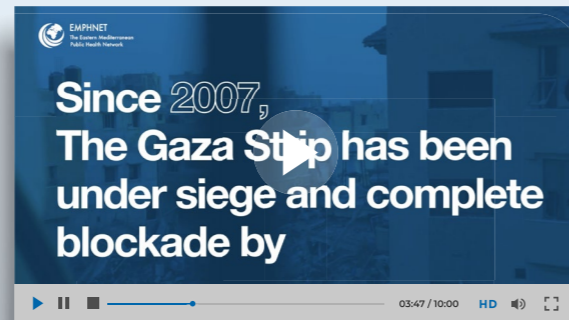 EMPHNET
The Eastern Mediterranean
Public Health Network
Since 2007,
The Gaza Strip has been
under siege and complete
blockade by
03:47 / 10:00
HD